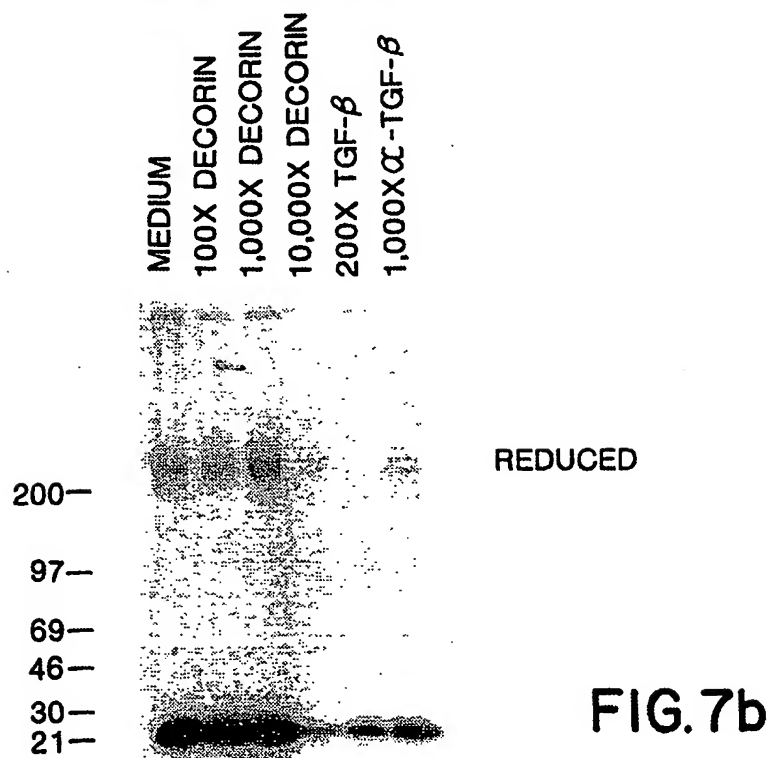 MEDIUM
100X DECORIN
1,000X DECORIN
10,000X DECORIN
200X TGF-β
1,000X α-TGF-β
REDUCED
200—
97—
69—
46—
30—
21—
FIG. 7b